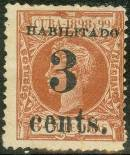 CUBA 1898-99
HABILITADO
3
cents.